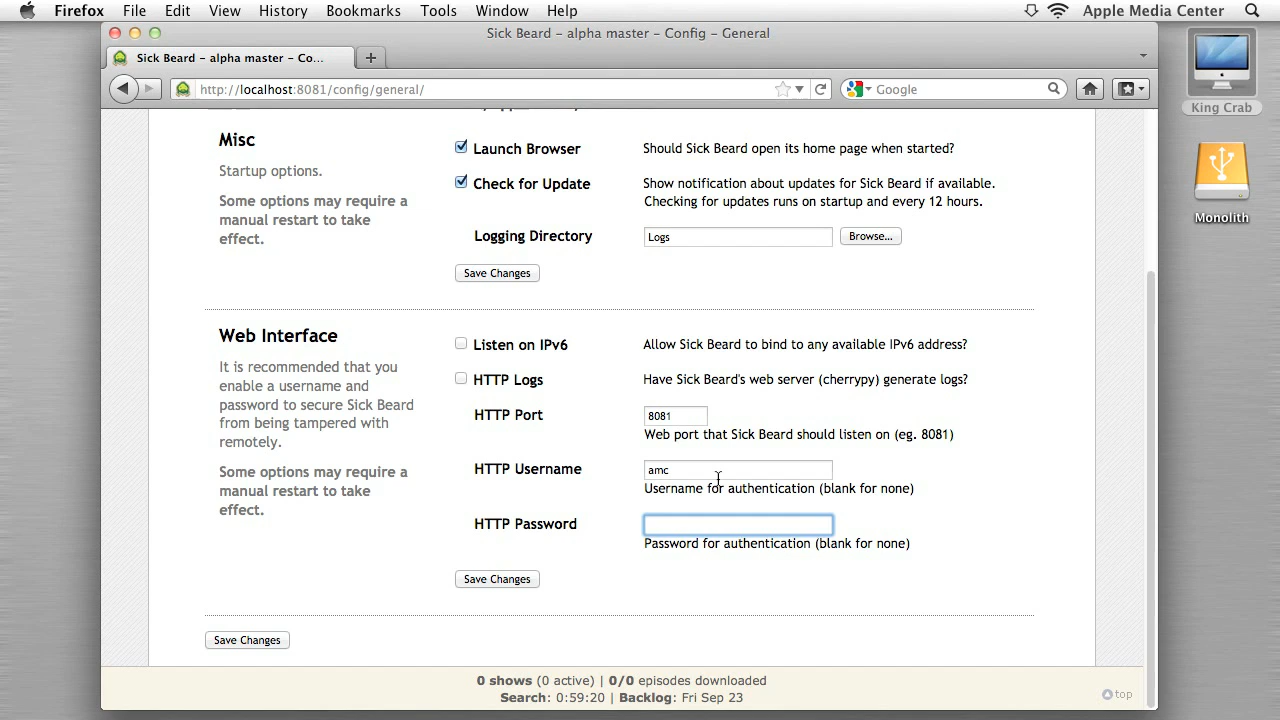 Firefox File Edit View History Bookmarks Tools Window Help Apple Media Center
Sick Beard – alpha master – Config – General
Sick Beard – alpha master – Co...
http://localhost:8081/config/general/
Google
King Crab
Monolith
Misc
Startup options.
Some options may require a
manual restart to take
effect.
Launch Browser
Should Sick Beard open its home page when started?
Check for Update
Show notification about updates for Sick Beard if available.
Checking for updates runs on startup and every 12 hours.
Logging Directory
Logs
Browse...
Save Changes
Web Interface
It is recommended that you
enable a username and
password to secure Sick Beard
from being tampered with
remotely.
Some options may require a
manual restart to take
effect.
Listen on IPv6
Allow Sick Beard to bind to any available IPv6 address?
HTTP Logs
Have Sick Beard's web server (cherrypy) generate logs?
HTTP Port
8081
Web port that Sick Beard should listen on (eg. 8081)
HTTP Username
amc
Username for authentication (blank for none)
HTTP Password
Password for authentication (blank for none)
Save Changes
Save Changes
0 shows (0 active) | 0/0 episodes downloaded
Search: 0:59:20 | Backlog: Fri Sep 23
top